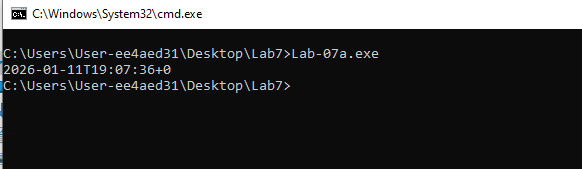 C:\Windows\System32\cmd.exe
C:\Users\User-ee4aed31\Desktop\Lab7>Lab-07a.exe
2026-01-11T19:07:36+0
C:\Users\User-ee4aed31\Desktop\Lab7>